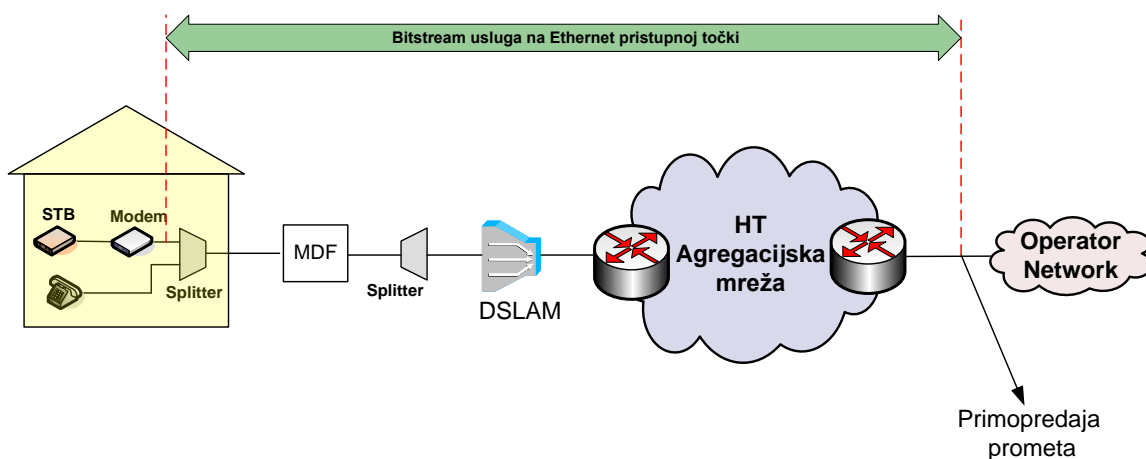 Bitstream usluga na Ethernet pristupnoj točki
STB
Modem
Splitter
MDF
Splitter
DSLAM
HT
Agregacijska
mreža
Operator
Network
Primopredaja
prometa